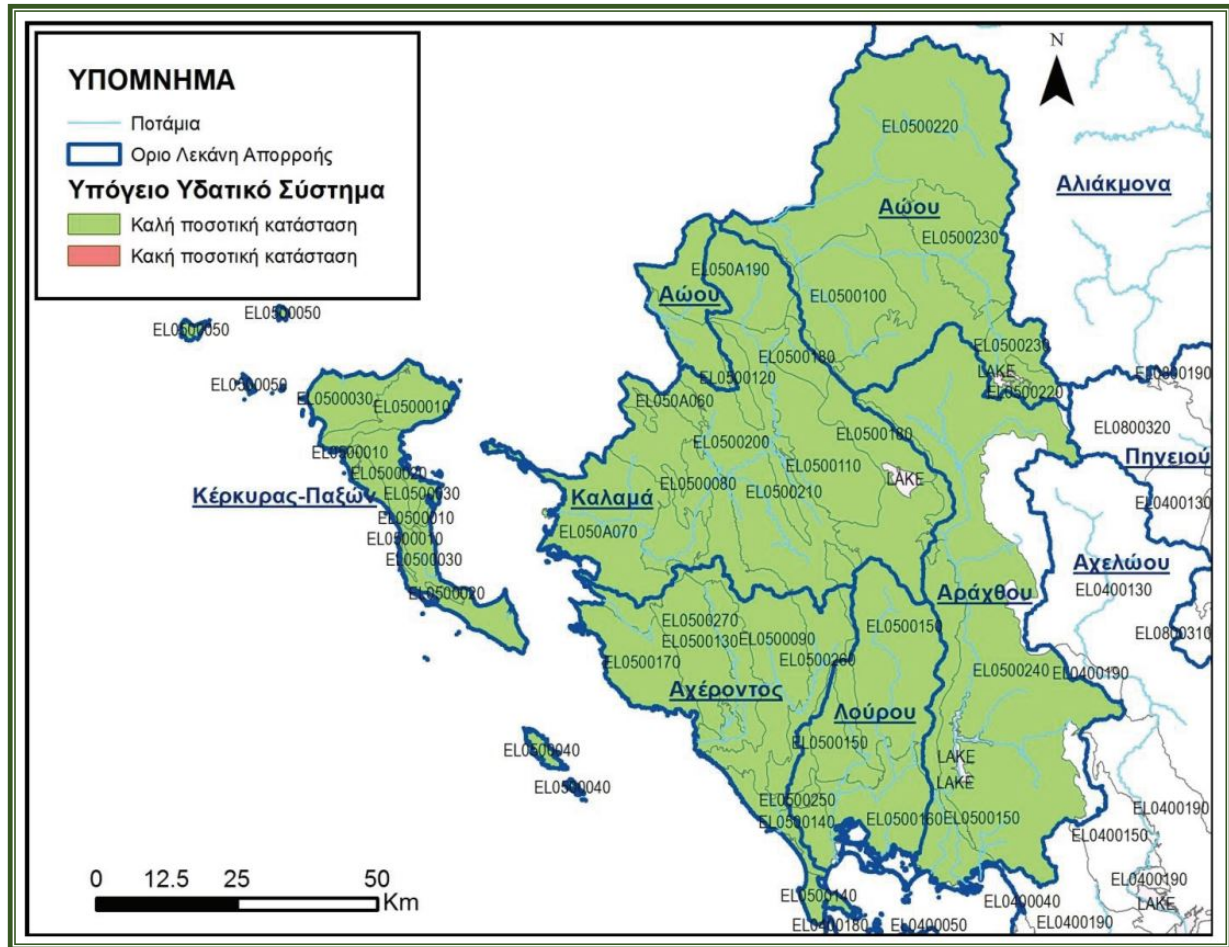 ΥΠΟΜΝΗΜΑ
Ποτάμια
Οριο Λεκάνη Απορροής
Υπόγειο Υδατικό Σύστημα
Καλή ποσοτική κατάσταση
Κακή ποσοτική κατάσταση
N
EL0500220
Αλιάκμονα
Αώου
EL0500230
EL050A190
Αώου
EL0500100
EL0500050
EL0500050
EL0500230
EL0500180
LAKE
EL0800190
EL0500120
EL0500050
EL0500220
EL0500030
EL0500010
EL050A060
EL0800320
EL0500180
EL0500200
EL0500010
Πηνειού
EL0500110
EL0500020
EL0500080
LAKE
Κέρκυρας-Παξών
EL0500030
Καλαμά
EL0500210
EL0400130
EL0500010
EL050A070
EL0500010
EL0500030
Αχελώου
EL0500020
Αράχθου
EL0400130
EL0500270
EL0500150
EL0800310
EL0500130
EL0500090
EL0500170
EL0500260
EL0500240
EL0400190
Αχέροντος
Λούρου
EL0500040
EL0500150
LAKE
EL0500040
LAKE
EL0500250
EL0400190
EL0500140
EL0500160
EL0500150
EL0400150
0 12.5 25 50
Km
EL0400190
EL0500140
EL0400040
LAKE
EL0400180
EL0400050
EL0400190